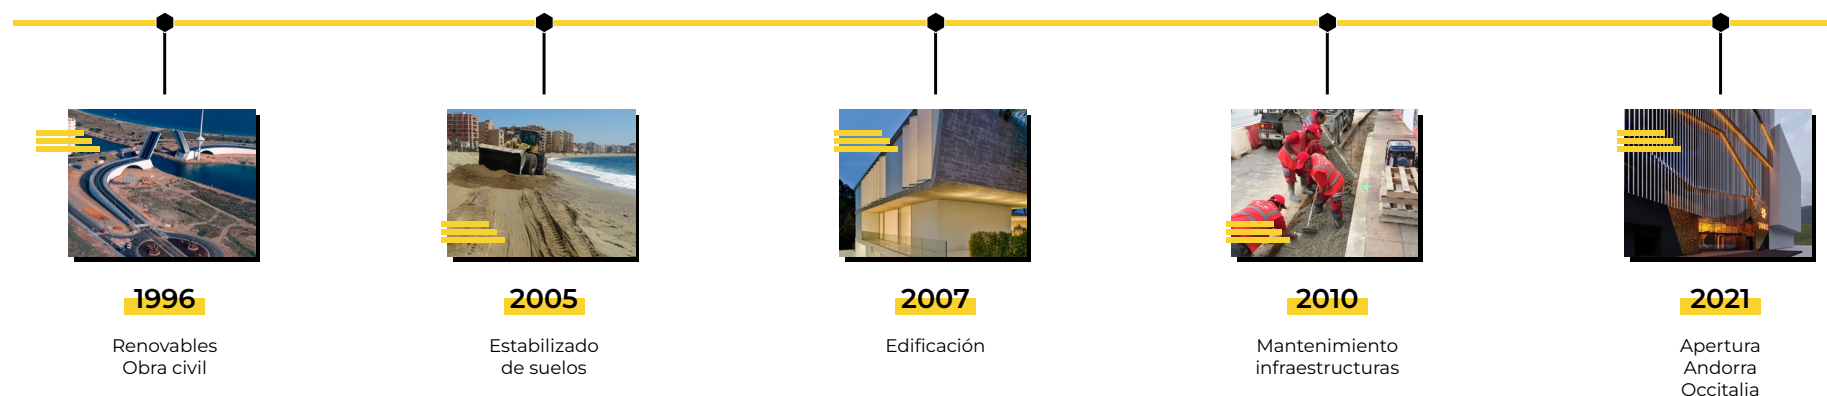 1996
Renovables
Obra civil
2005
Estabilizado
de suelos
2007
Edificación
2010
Mantenimiento
infraestructuras
2021
Apertura
Andorra
Occitalia